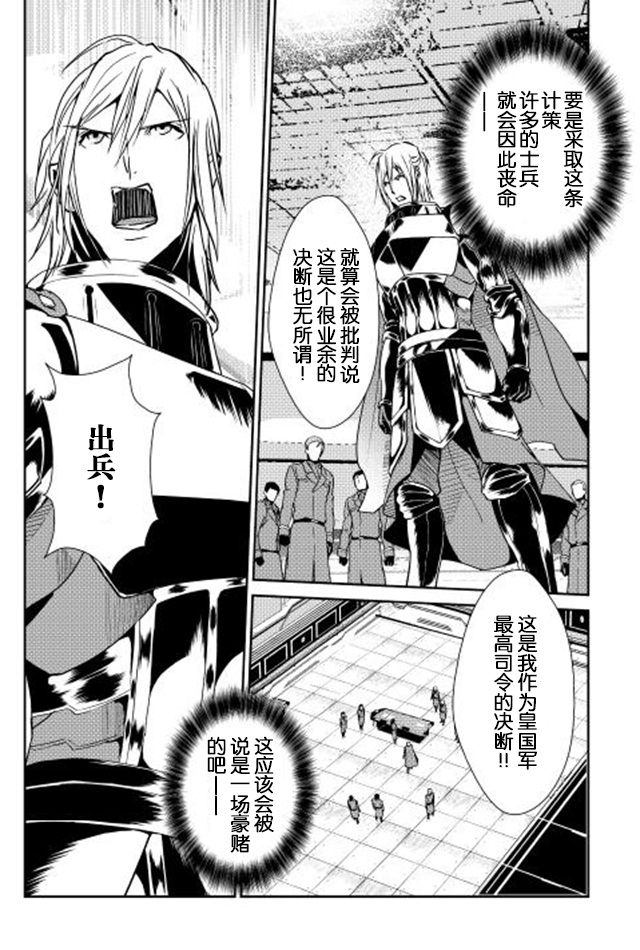 要是采取这条
计策
许多的士兵
就会因此丧命
——
就算会被批判说
这是个很业余的
决断也无所谓！
这是我作为皇国军
最高司令的决断!!
这应该会被
说是一场豪赌
的吧——
出兵！